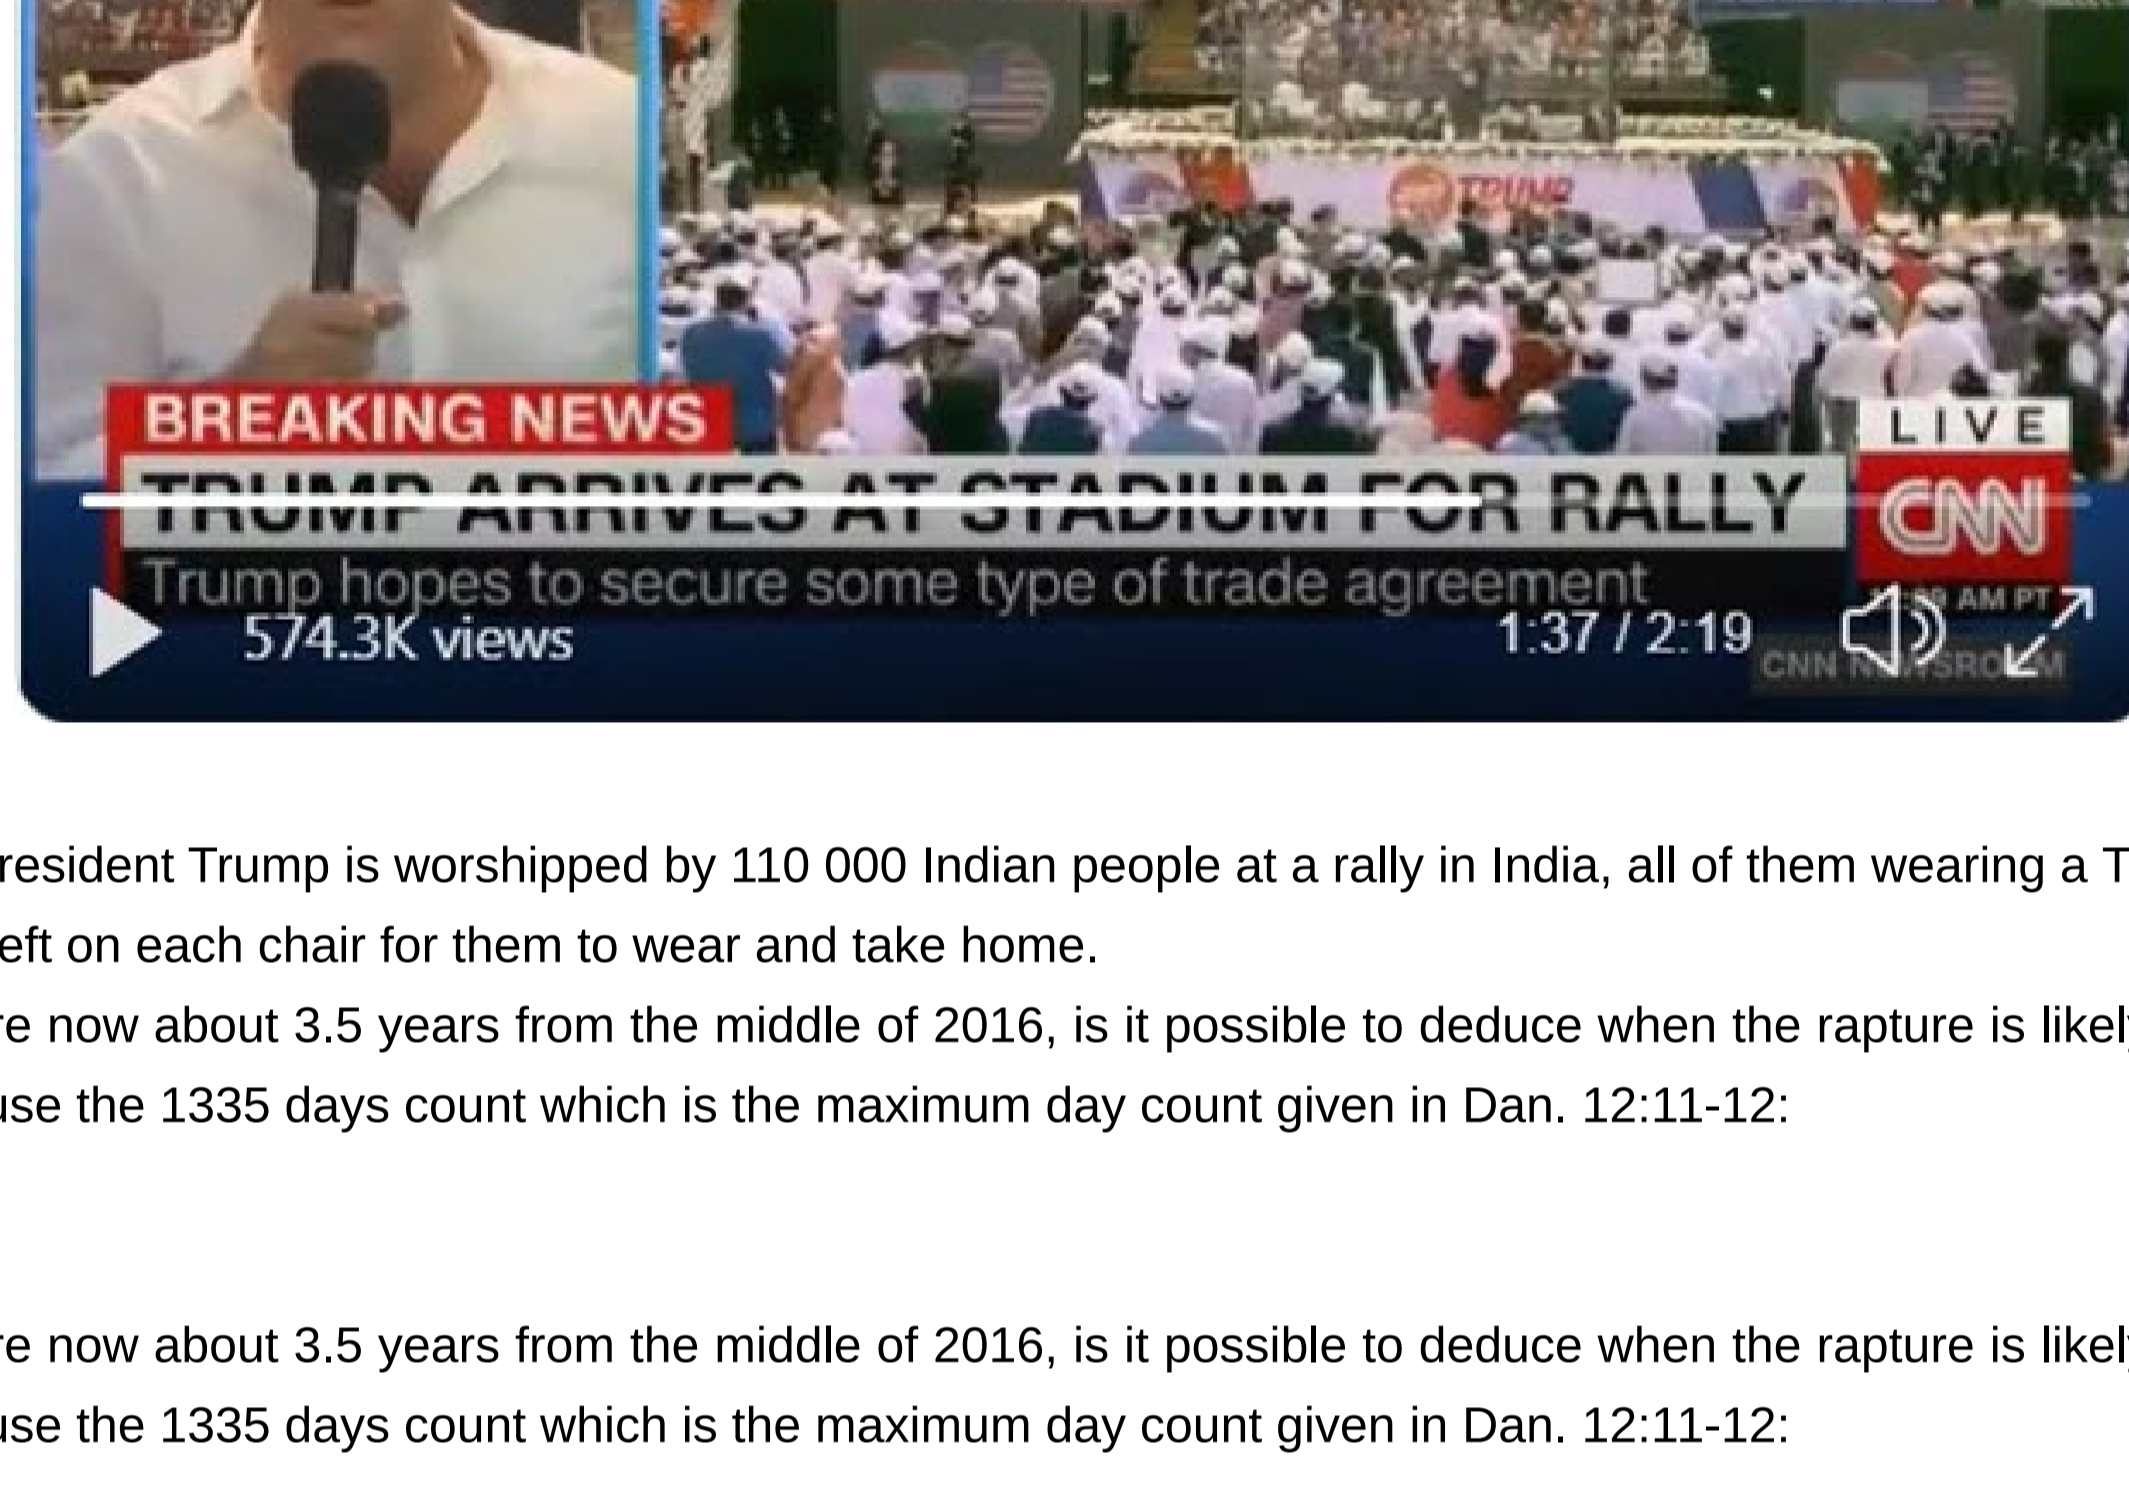 TRUMP
BREAKING NEWS
LIVE
TRUMP ARRIVES AT STADIUM FOR RALLY
CNN
Trump hopes to secure some type of trade agreement
AM PT
574.3K views
1:37 / 2:19
CNN
resident Trump is worshipped by 110 000 Indian people at a rally in India, all of them wearing a T
eft on each chair for them to wear and take home.
re now about 3.5 years from the middle of 2016, is it possible to deduce when the rapture is likel
use the 1335 days count which is the maximum day count given in Dan. 12:11-12:
re now about 3.5 years from the middle of 2016, is it possible to deduce when the rapture is likel
use the 1335 days count which is the maximum day count given in Dan. 12:11-12: